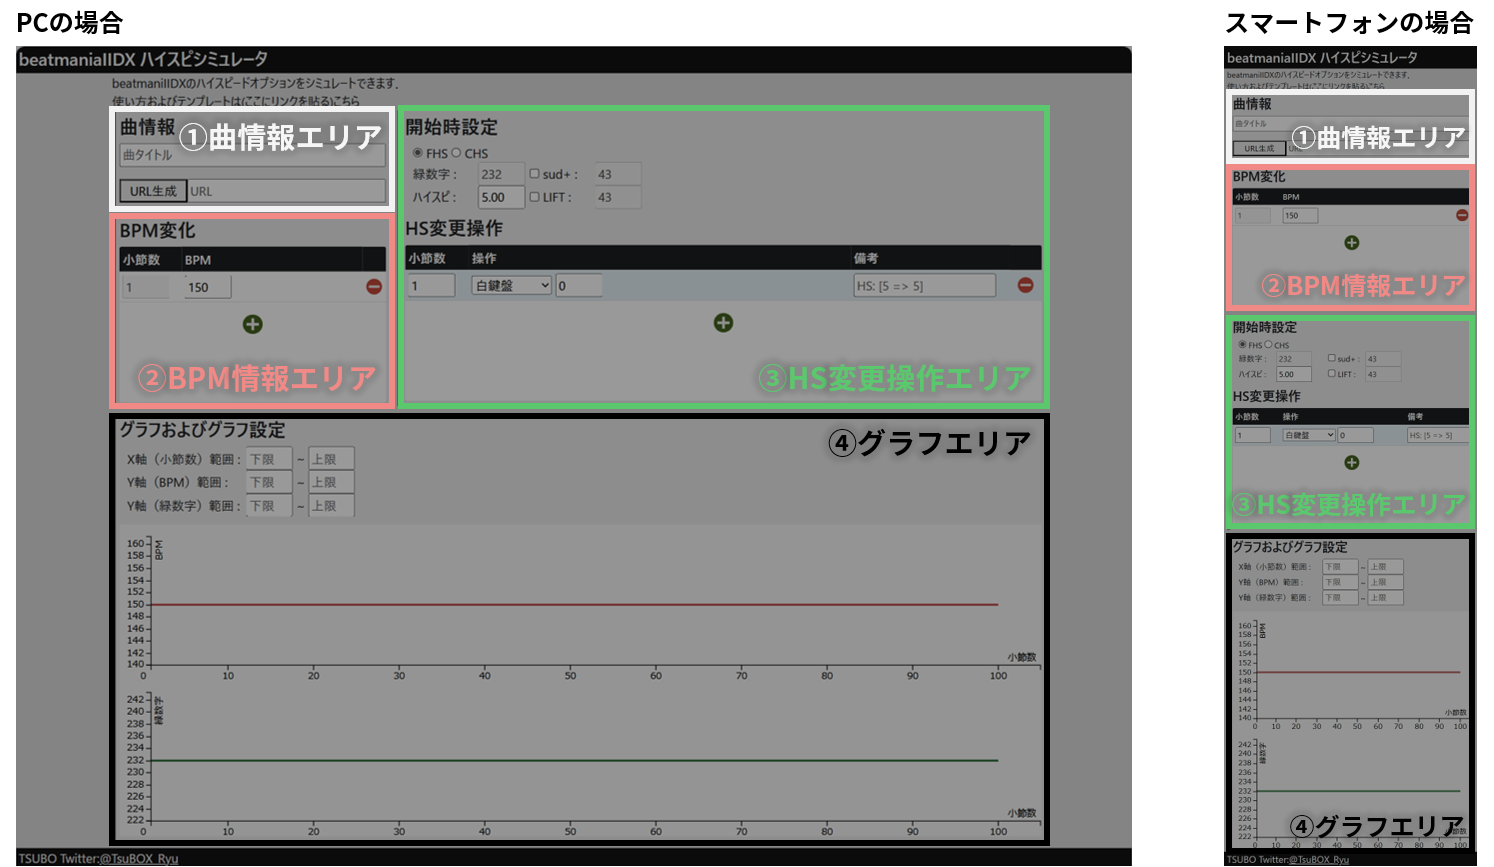 PCの場合
beatmaniaIIDX ハイスピシミュレータ
beatmaniIIDXのハイスピードオプションをシミュレートできます。
使い方およびテンプレートは(ここにリンクを貼る)こちら
曲情報
①曲情報エリア
曲タイトル
URL生成 URL
BPM変化
小節数 BPM
1 150
②BPM情報エリア
開始時設定
FHS CHS
緑数字： 232 sud+： 43
ハイスピ： 5.00 LIFT： 43
HS変更操作
小節数 操作 備考
1 白鍵盤 0 HS: [5 => 5]
③HS変更操作エリア
グラフおよびグラフ設定
④グラフエリア
X軸（小節数）範囲： 下限 ~ 上限
Y軸（BPM）範囲： 下限 ~ 上限
Y軸（緑数字）範囲： 下限 ~ 上限
BPM
160
158
156
154
152
150
148
146
144
142
140
小節数
0 10 20 30 40 50 60 70 80 90 100
緑数字
242
240
238
236
234
232
230
228
226
224
222
小節数
0 10 20 30 40 50 60 70 80 90 100
TSUBO Twitter:@TsuBOX_Ryu
スマートフォンの場合
beatmaniaIIDX ハイスピシミュレータ
beatmaniIIDXのハイスピードオプションをシミュレートできます。
使い方およびテンプレートは(ここにリンクを貼る)こちら
曲情報
曲タイトル
①曲情報エリア
URL生成
BPM変化
小節数 BPM
1 150
②BPM情報エリア
開始時設定
FHS CHS
緑数字： 232 sud+： 43
ハイスピ： 5.00 LIFT： 43
HS変更操作
小節数 操作 備考
1 白鍵盤 0 HS: [5 => 5]
③HS変更操作エリア
グラフおよびグラフ設定
X軸（小節数）範囲： 下限 ~ 上限
Y軸（BPM）範囲： 下限 ~ 上限
Y軸（緑数字）範囲： 下限 ~ 上限
BPM
160
158
156
154
152
150
148
146
144
142
140
小節数
0 10 20 30 40 50 60 70 80 90 100
緑数字
242
240
238
236
234
232
230
228
226
224
222
④グラフエリア
小節数
0 10 20 30 40 50 60 70 80 90 100
TSUBO Twitter:@TsuBOX_Ryu